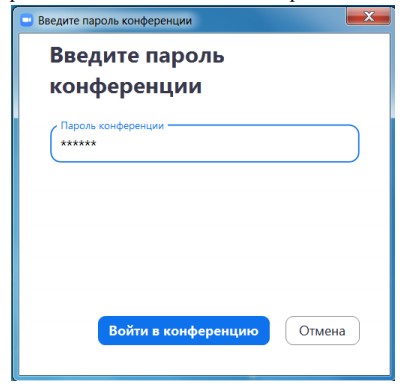 Введите пароль конференции
Введите пароль
конференции
Пароль конференции
******
Войти в конференцию
Отмена